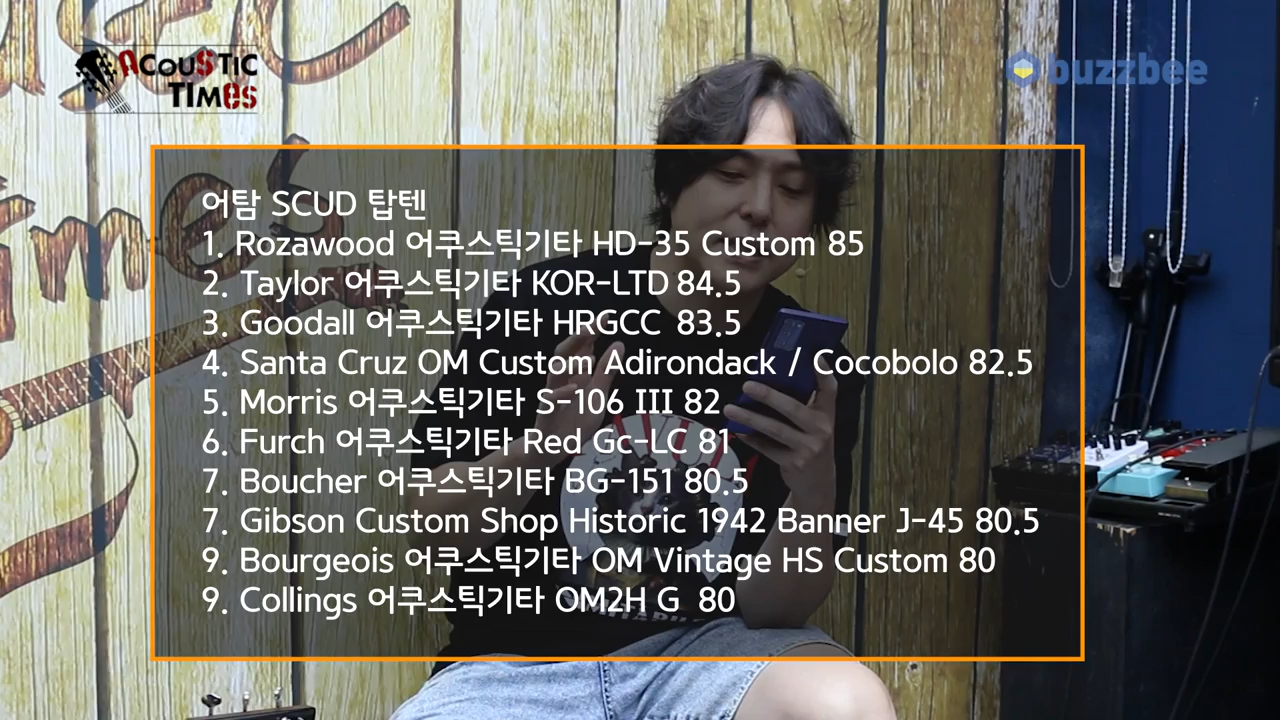 AcouSTIC
TIMes
buzzbee
어탐 SCUD 탑텐
1. Rozawood 어쿠스틱기타 HD-35 Custom 85
2. Taylor 어쿠스틱기타 KOR-LTD 84.5
3. Goodall 어쿠스틱기타 HRGCC 83.5
4. Santa Cruz OM Custom Adirondack / Cocobolo 82.5
5. Morris 어쿠스틱기타 S-106 III 82
6. Furch 어쿠스틱기타 Red Gc-LC 81
7. Boucher 어쿠스틱기타 BG-151 80.5
7. Gibson Custom Shop Historic 1942 Banner J-45 80.5
9. Bourgeois 어쿠스틱기타 OM Vintage HS Custom 80
9. Collings 어쿠스틱기타 OM2H G 80